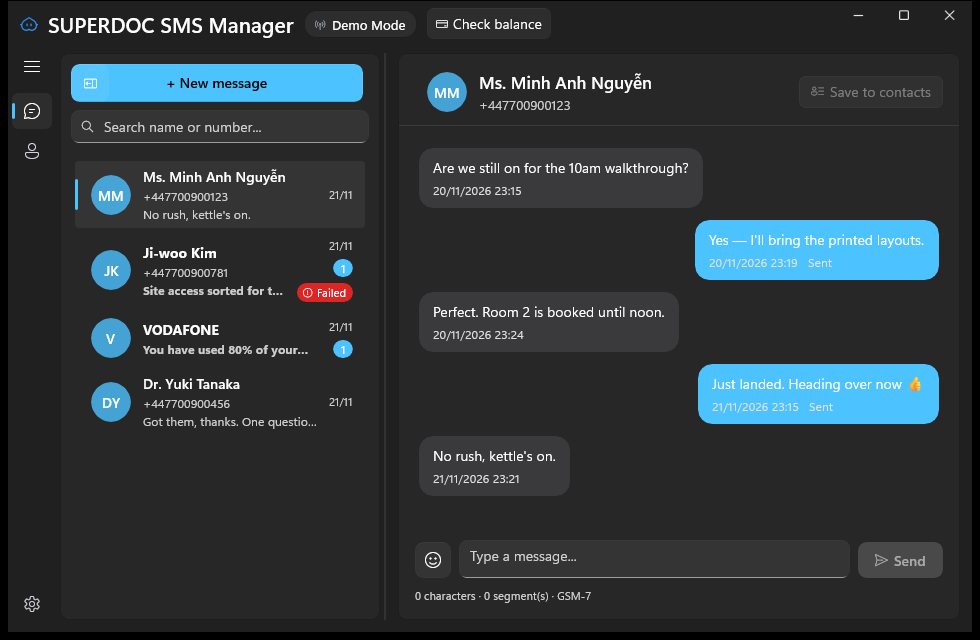 SUPERDOC SMS Manager
Demo Mode
Check balance
+ New message
Search name or number...
MM
Ms. Minh Anh Nguyễn
+447700900123
No rush, kettle's on.
21/11
JK
Ji-woo Kim
+447700900781
Site access sorted for t...
21/11
1
Failed
V
VODAFONE
You have used 80% of your...
21/11
1
DY
Dr. Yuki Tanaka
+447700900456
Got them, thanks. One questio...
21/11
MM
Ms. Minh Anh Nguyễn
+447700900123
Save to contacts
Are we still on for the 10am walkthrough?
20/11/2026 23:15
Yes — I'll bring the printed layouts.
20/11/2026 23:19 Sent
Perfect. Room 2 is booked until noon.
20/11/2026 23:24
Just landed. Heading over now 👍
21/11/2026 23:15 Sent
No rush, kettle's on.
21/11/2026 23:21
Type a message...
Send
0 characters · 0 segment(s) · GSM-7